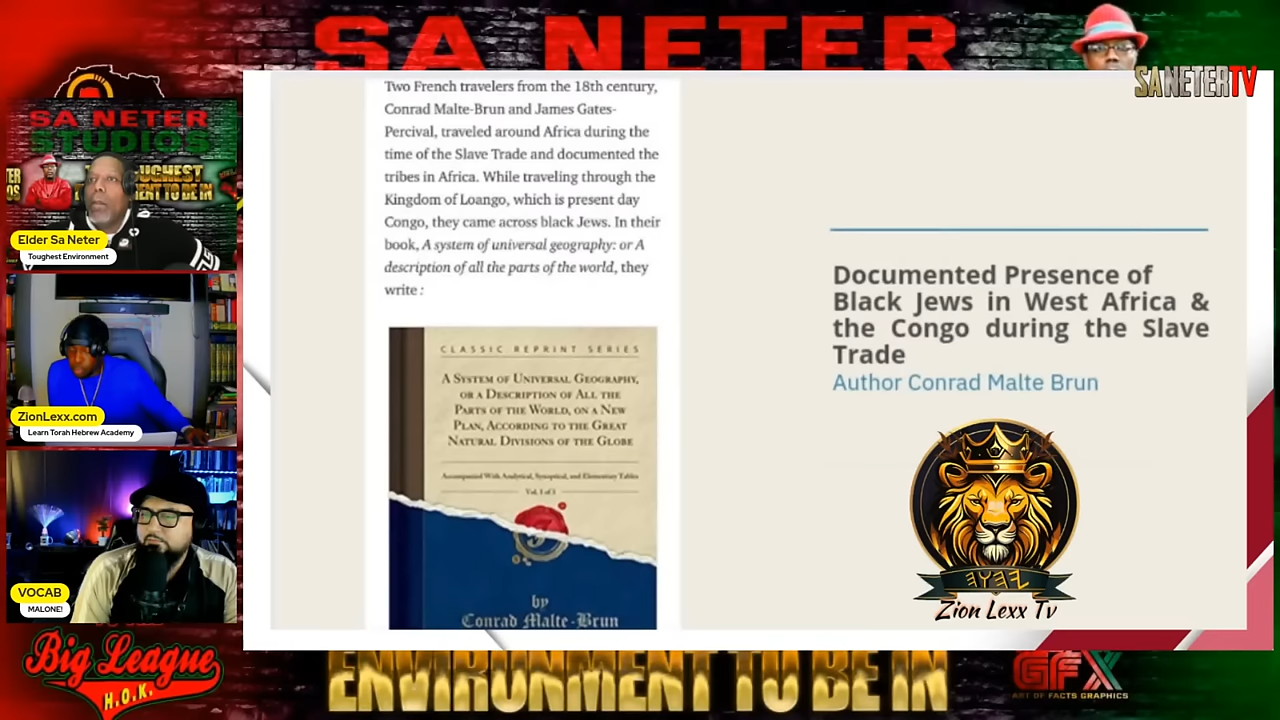 SA NETER
SANETERTV
SA NETER
STUDIOS
Elder Sa Neter
Toughest Environment
ZionLexx.com
Learn Torah Hebrew Academy
VOCAB
MALONE!
Big League
H.O.K.
Two French travelers from the 18th century,
Conrad Malte-Brun and James Gates-
Percival, traveled around Africa during the
time of the Slave Trade and documented the
tribes in Africa. While traveling through the
Kingdom of Loango, which is present day
Congo, they came across black Jews. In their
book, A system of universal geography: or A
description of all the parts of the world, they
write :
CLASSIC REPRINT SERIES
A SYSTEM OF UNIVERSAL GEOGRAPHY,
OR A DESCRIPTION OF ALL THE
PARTS OF THE WORLD, ON A NEW
PLAN, ACCORDING TO THE GREAT
NATURAL DIVISIONS OF THE GLOBE
Accompanied With Analytical, Synoptical, and Elementary Tables
Vol. 1 of 3
by
Conrad Malte-Brun
Documented Presence of
Black Jews in West Africa &
the Congo during the Slave
Trade
Author Conrad Malte Brun
Zion Lexx Tv
ENVIRONMENT TO BE IN
GFX
ART OF FACTS GRAPHICS